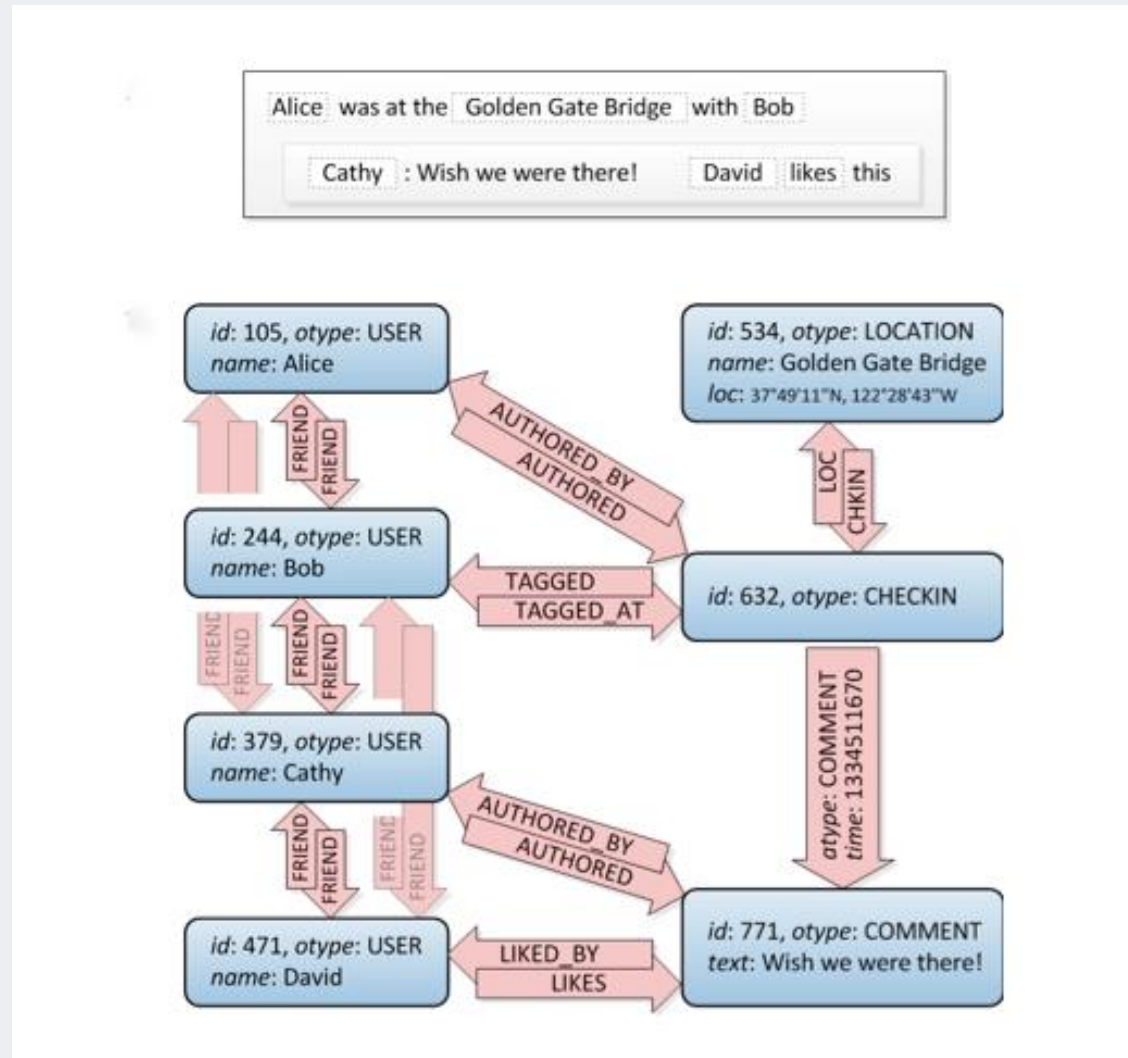 Alice was at the Golden Gate Bridge with Bob
Cathy : Wish we were there! David likes this
id: 105, otype: USER
name: Alice
id: 534, otype: LOCATION
name: Golden Gate Bridge
loc: 37°49'11"N, 122°28'43"W
FRIEND
FRIEND
AUTHORED_BY
AUTHORED
LOC
CHKIN
id: 244, otype: USER
name: Bob
TAGGED
TAGGED_AT
id: 632, otype: CHECKIN
FRIEND
FRIEND
FRIEND
FRIEND
atype: COMMENT
time: 1334511670
id: 379, otype: USER
name: Cathy
AUTHORED_BY
AUTHORED
FRIEND
FRIEND
FRIEND
FRIEND
id: 471, otype: USER
name: David
LIKED_BY
LIKES
id: 771, otype: COMMENT
text: Wish we were there!